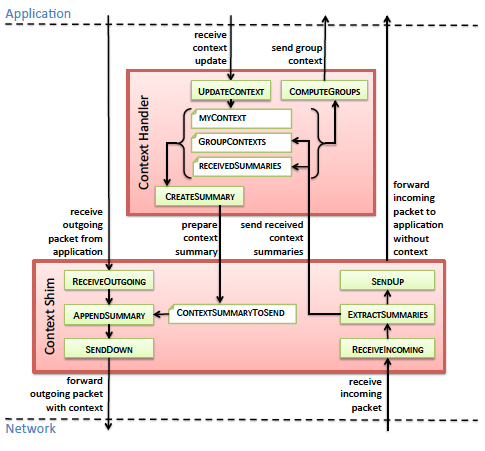 Application
receive
context
update
send group
context
UPDATECONTEXT
COMPUTEGROUPS
Context Handler
MYCONTEXT
GROUPCONTEXTS
RECEIVEDSUMMARIES
CREATESUMMARY
receive
outgoing
packet from
application
prepare
context
summary
send received
context
summaries
forward
incoming
packet to
application
without
context
Context Shim
RECEIVEOUTGOING
APPENDSUMMARY
SENDDOWN
CONTEXTSUMMARYTOSEND
SENDUP
EXTRACTSUMMARIES
RECEIVEINCOMING
forward
outgoing packet
with context
receive
incoming
packet
Network